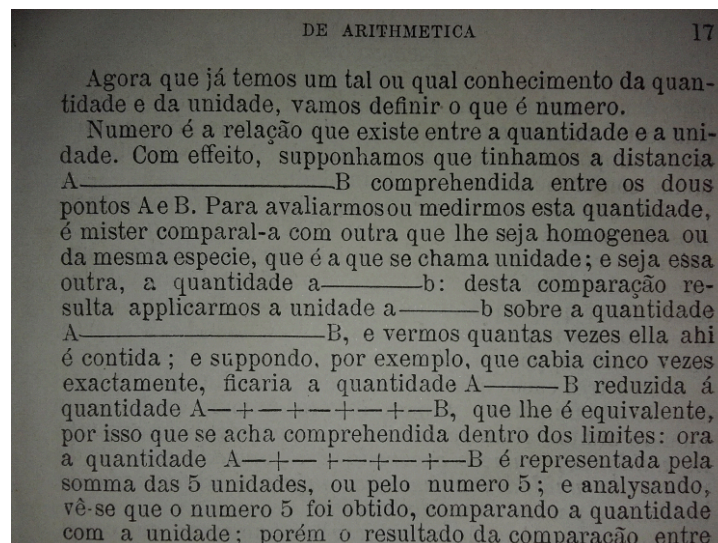 DE ARITHMETICA 17
Agora que já temos um tal ou qual conhecimento da quan-
tidade e da unidade, vamos definir o que é numero.
Numero é a relação que existe entre a quantidade e a uni-
dade. Com effeito, supponhamos que tinhamos a distancia
A————————B comprehendida entre os dous
pontos A e B. Para avaliarmos ou medirmos esta quantidade,
é mister comparal-a com outra que lhe seja homogenea ou
da mesma especie, que é a que se chama unidade; e seja essa
outra, a quantidade a————b: desta comparação re-
sulta applicarmos a unidade a———b sobre a quantidade
A————————B, e vermos quantas vezes ella ahi
é contida; e suppondo, por exemplo, que cabia cinco vezes
exactamente, ficaria a quantidade A———B reduzida á
quantidade A—+—+—+—+—B, que lhe é equivalente,
por isso que se acha comprehendida dentro dos limites: ora
a quantidade A—+—+—+—+—B é representada pela
somma das 5 unidades, ou pelo numero 5; e analysando,
vê-se que o numero 5 foi obtido, comparando a quantidade
com a unidade; porém o resultado da comparação entre